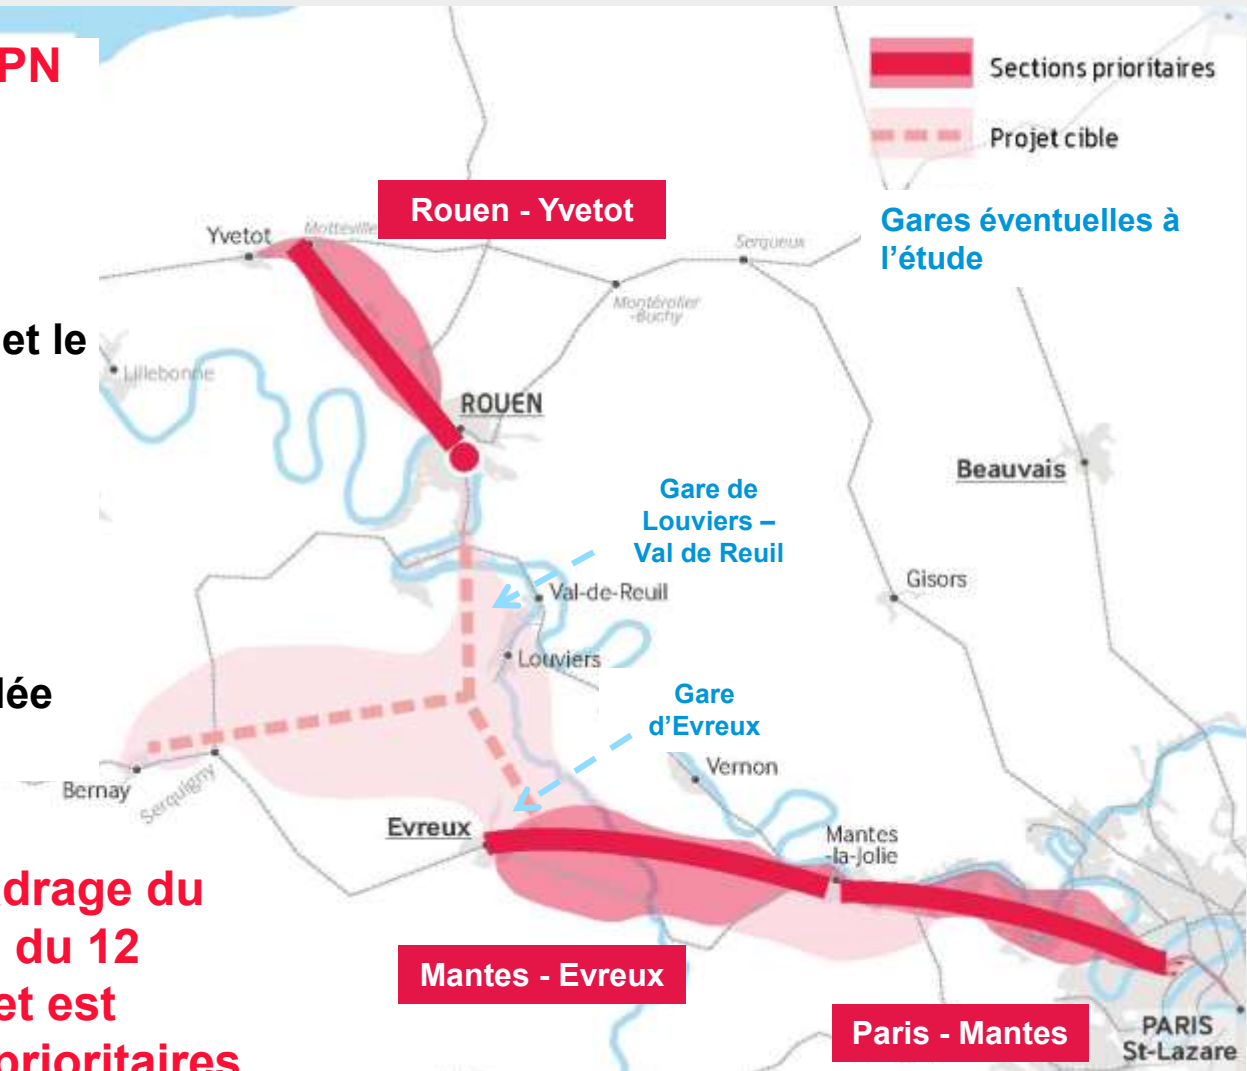 PN
Sections prioritaires
Projet cible
Rouen - Yvetot
Gares éventuelles à
l'étude
Yvetot
Motteville
Serqueux
Montérolier
-Buchy
et le
Lillebonne
ROUEN
Beauvais
Gare de
Louviers –
Val de Reuil
Gisors
Val-de-Reuil
Louviers
lée
Gare
d'Evreux
Vernon
Bernay
Serquigny
Evreux
Mantes
-la-Jolie
drage du
du 12
et est
prioritaires
Mantes - Evreux
Paris - Mantes
PARIS
St-Lazare